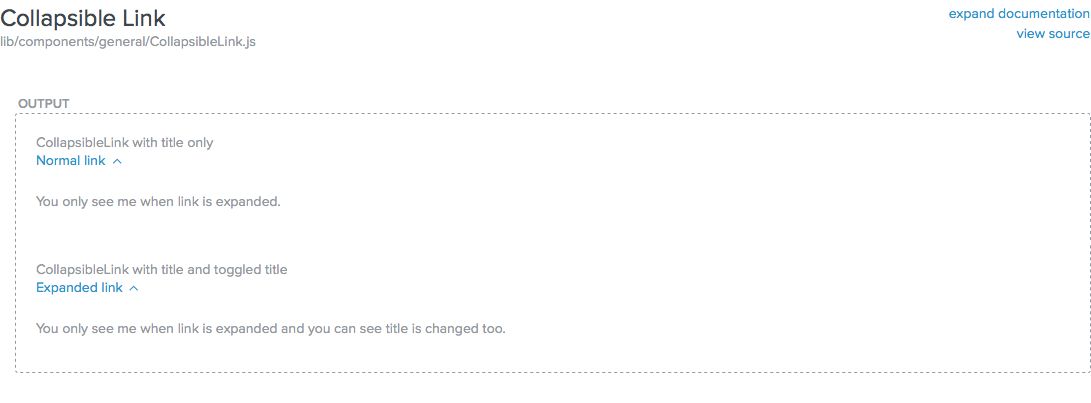 Collapsible Link
expand documentation
lib/components/general/CollapsibleLink.js
view source
OUTPUT
CollapsibleLink with title only
Normal link
You only see me when link is expanded.
CollapsibleLink with title and toggled title
Expanded link
You only see me when link is expanded and you can see title is changed too.